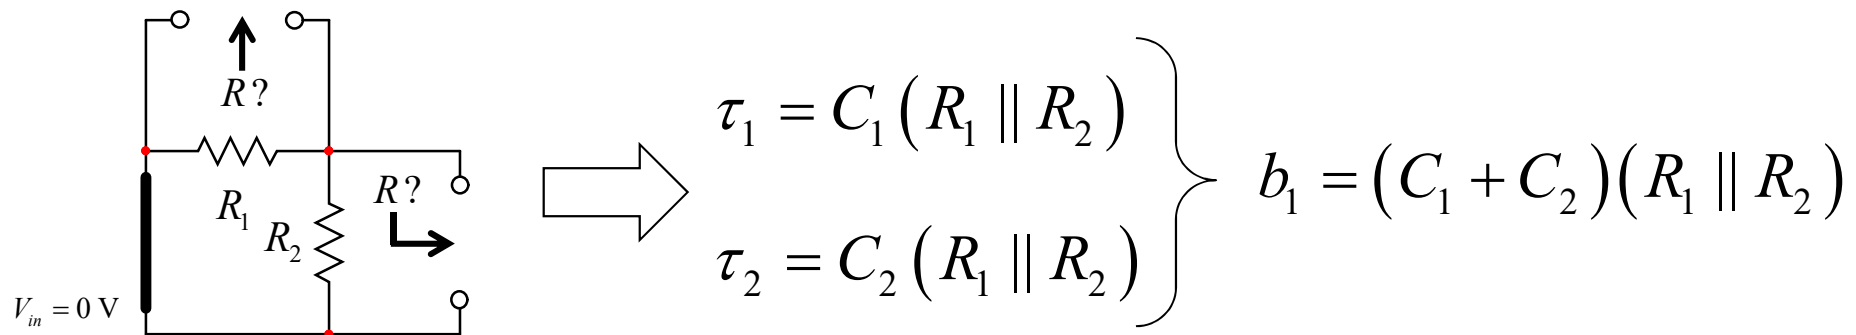 R?
R₁
R₂
R?
V_in = 0 V
τ₁ = C₁(R₁ || R₂)
τ₂ = C₂(R₁ || R₂)
b₁ = (C₁ + C₂)(R₁ || R₂)